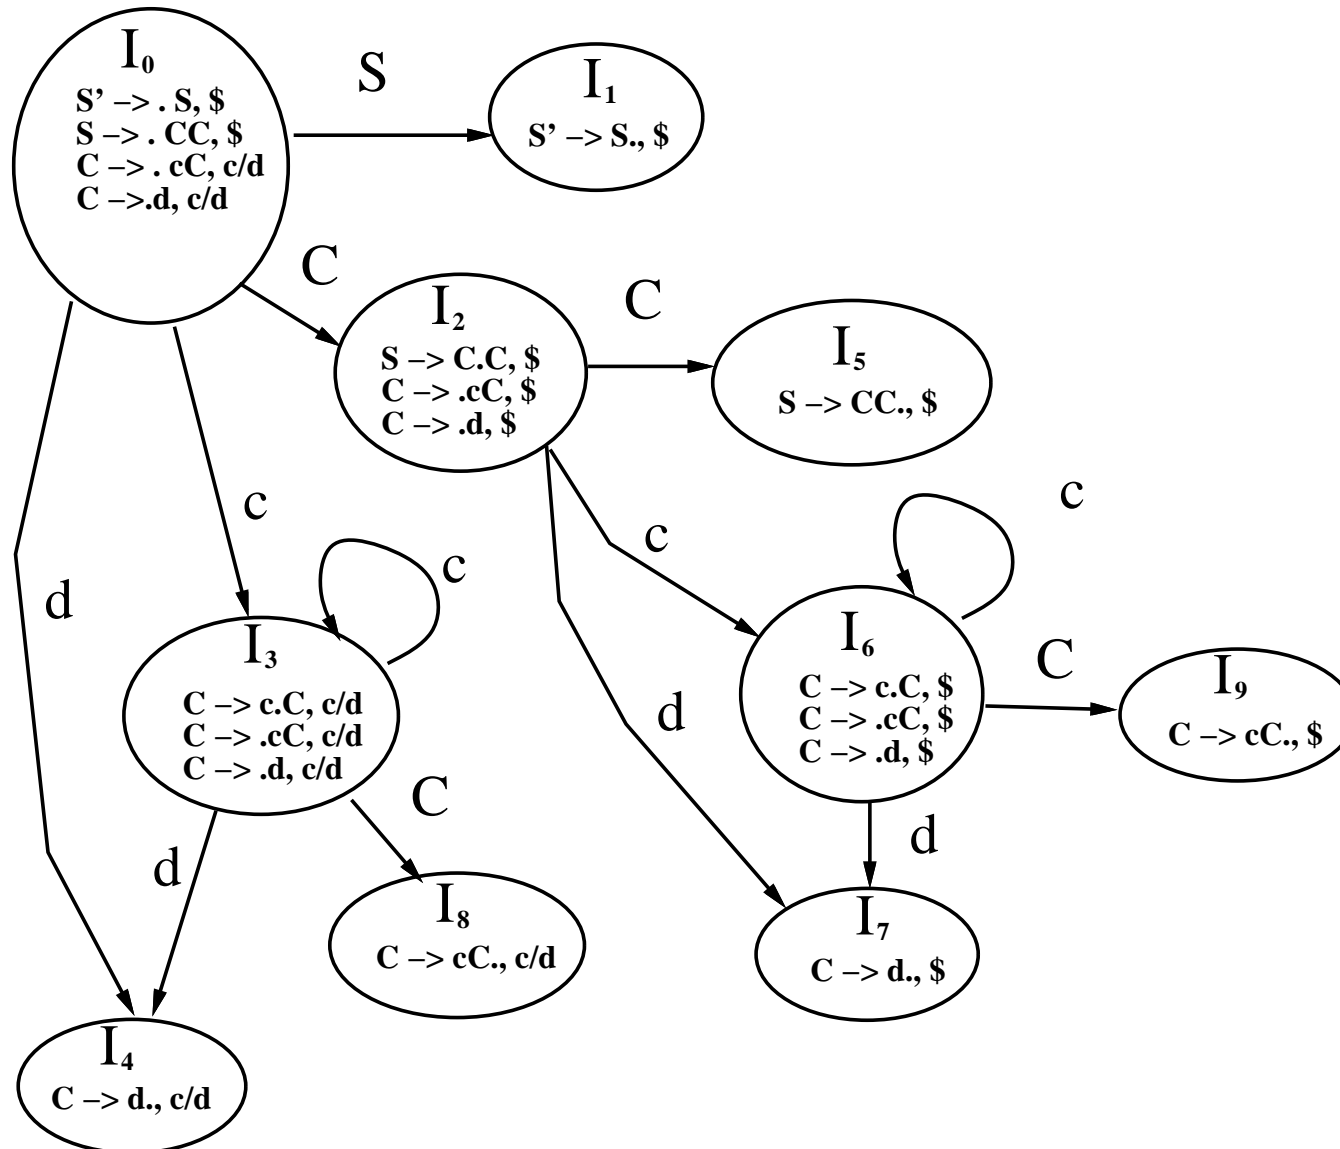 I0
S’ –> . S, $
S –> . CC, $
C –> . cC, c/d
C –>.d, c/d
S
I1
S’ –> S., $
C
I2
S –> C.C, $
C –> .cC, $
C –> .d, $
C
I5
S –> CC., $
c
d
I3
C –> c.C, c/d
C –> .cC, c/d
C –> .d, c/d
c
c
d
I6
C –> c.C, $
C –> .cC, $
C –> .d, $
c
C
I9
C –> cC., $
d
C
d
I8
C –> cC., c/d
I7
C –> d., $
I4
C –> d., c/d